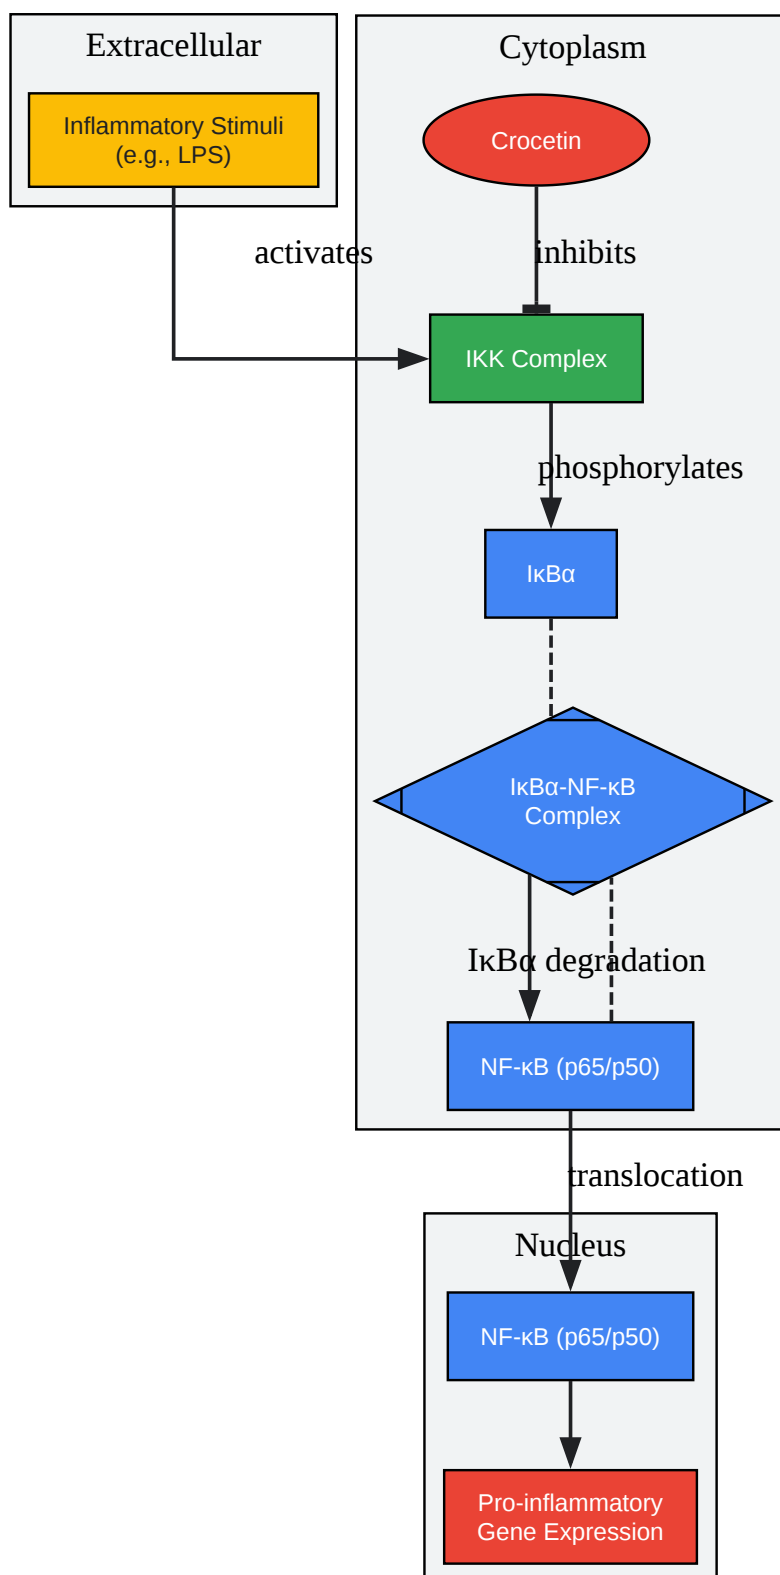 Extracellular
Inflammatory Stimuli
(e.g., LPS)
Cytoplasm
Crocetin
activates
inhibits
IKK Complex
phosphorylates
IκBα
IκBα-NF-κB
Complex
IκBα degradation
NF-κB (p65/p50)
translocation
Nucleus
NF-κB (p65/p50)
Pro-inflammatory
Gene Expression